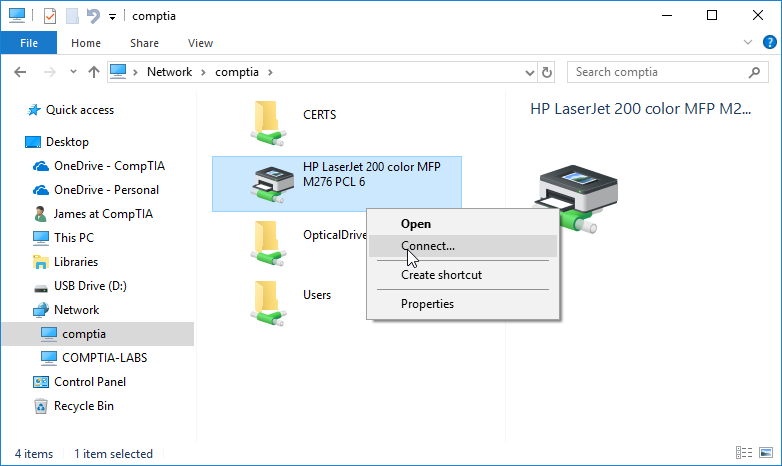 comptia
File
Home
Share
View
Network
comptia
Search comptia
Quick access
Desktop
OneDrive - CompTIA
OneDrive - Personal
James at CompTIA
This PC
Libraries
USB Drive (D:)
Network
comptia
COMPTIA-LABS
Control Panel
Recycle Bin
CERTS
HP LaserJet 200 color MFP
M276 PCL 6
OpticalDrive
Users
Open
Connect...
Create shortcut
Properties
HP LaserJet 200 color MFP M2...
4 items
1 item selected